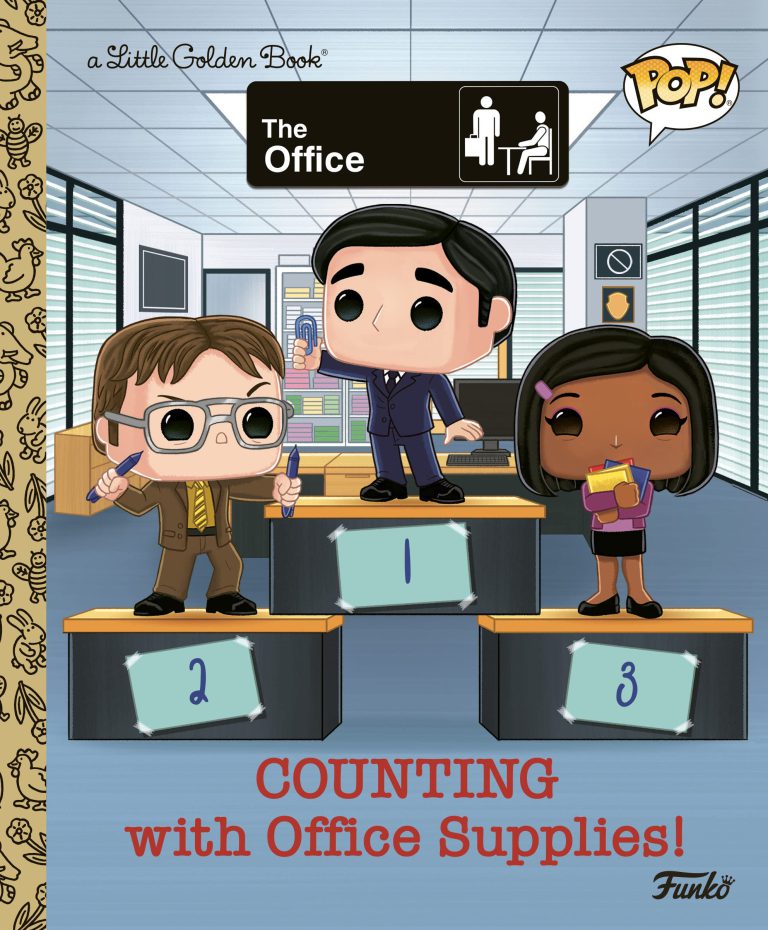 a Little Golden Book®
POP!
The
Office
1
2
3
COUNTING
with Office Supplies!
Funko